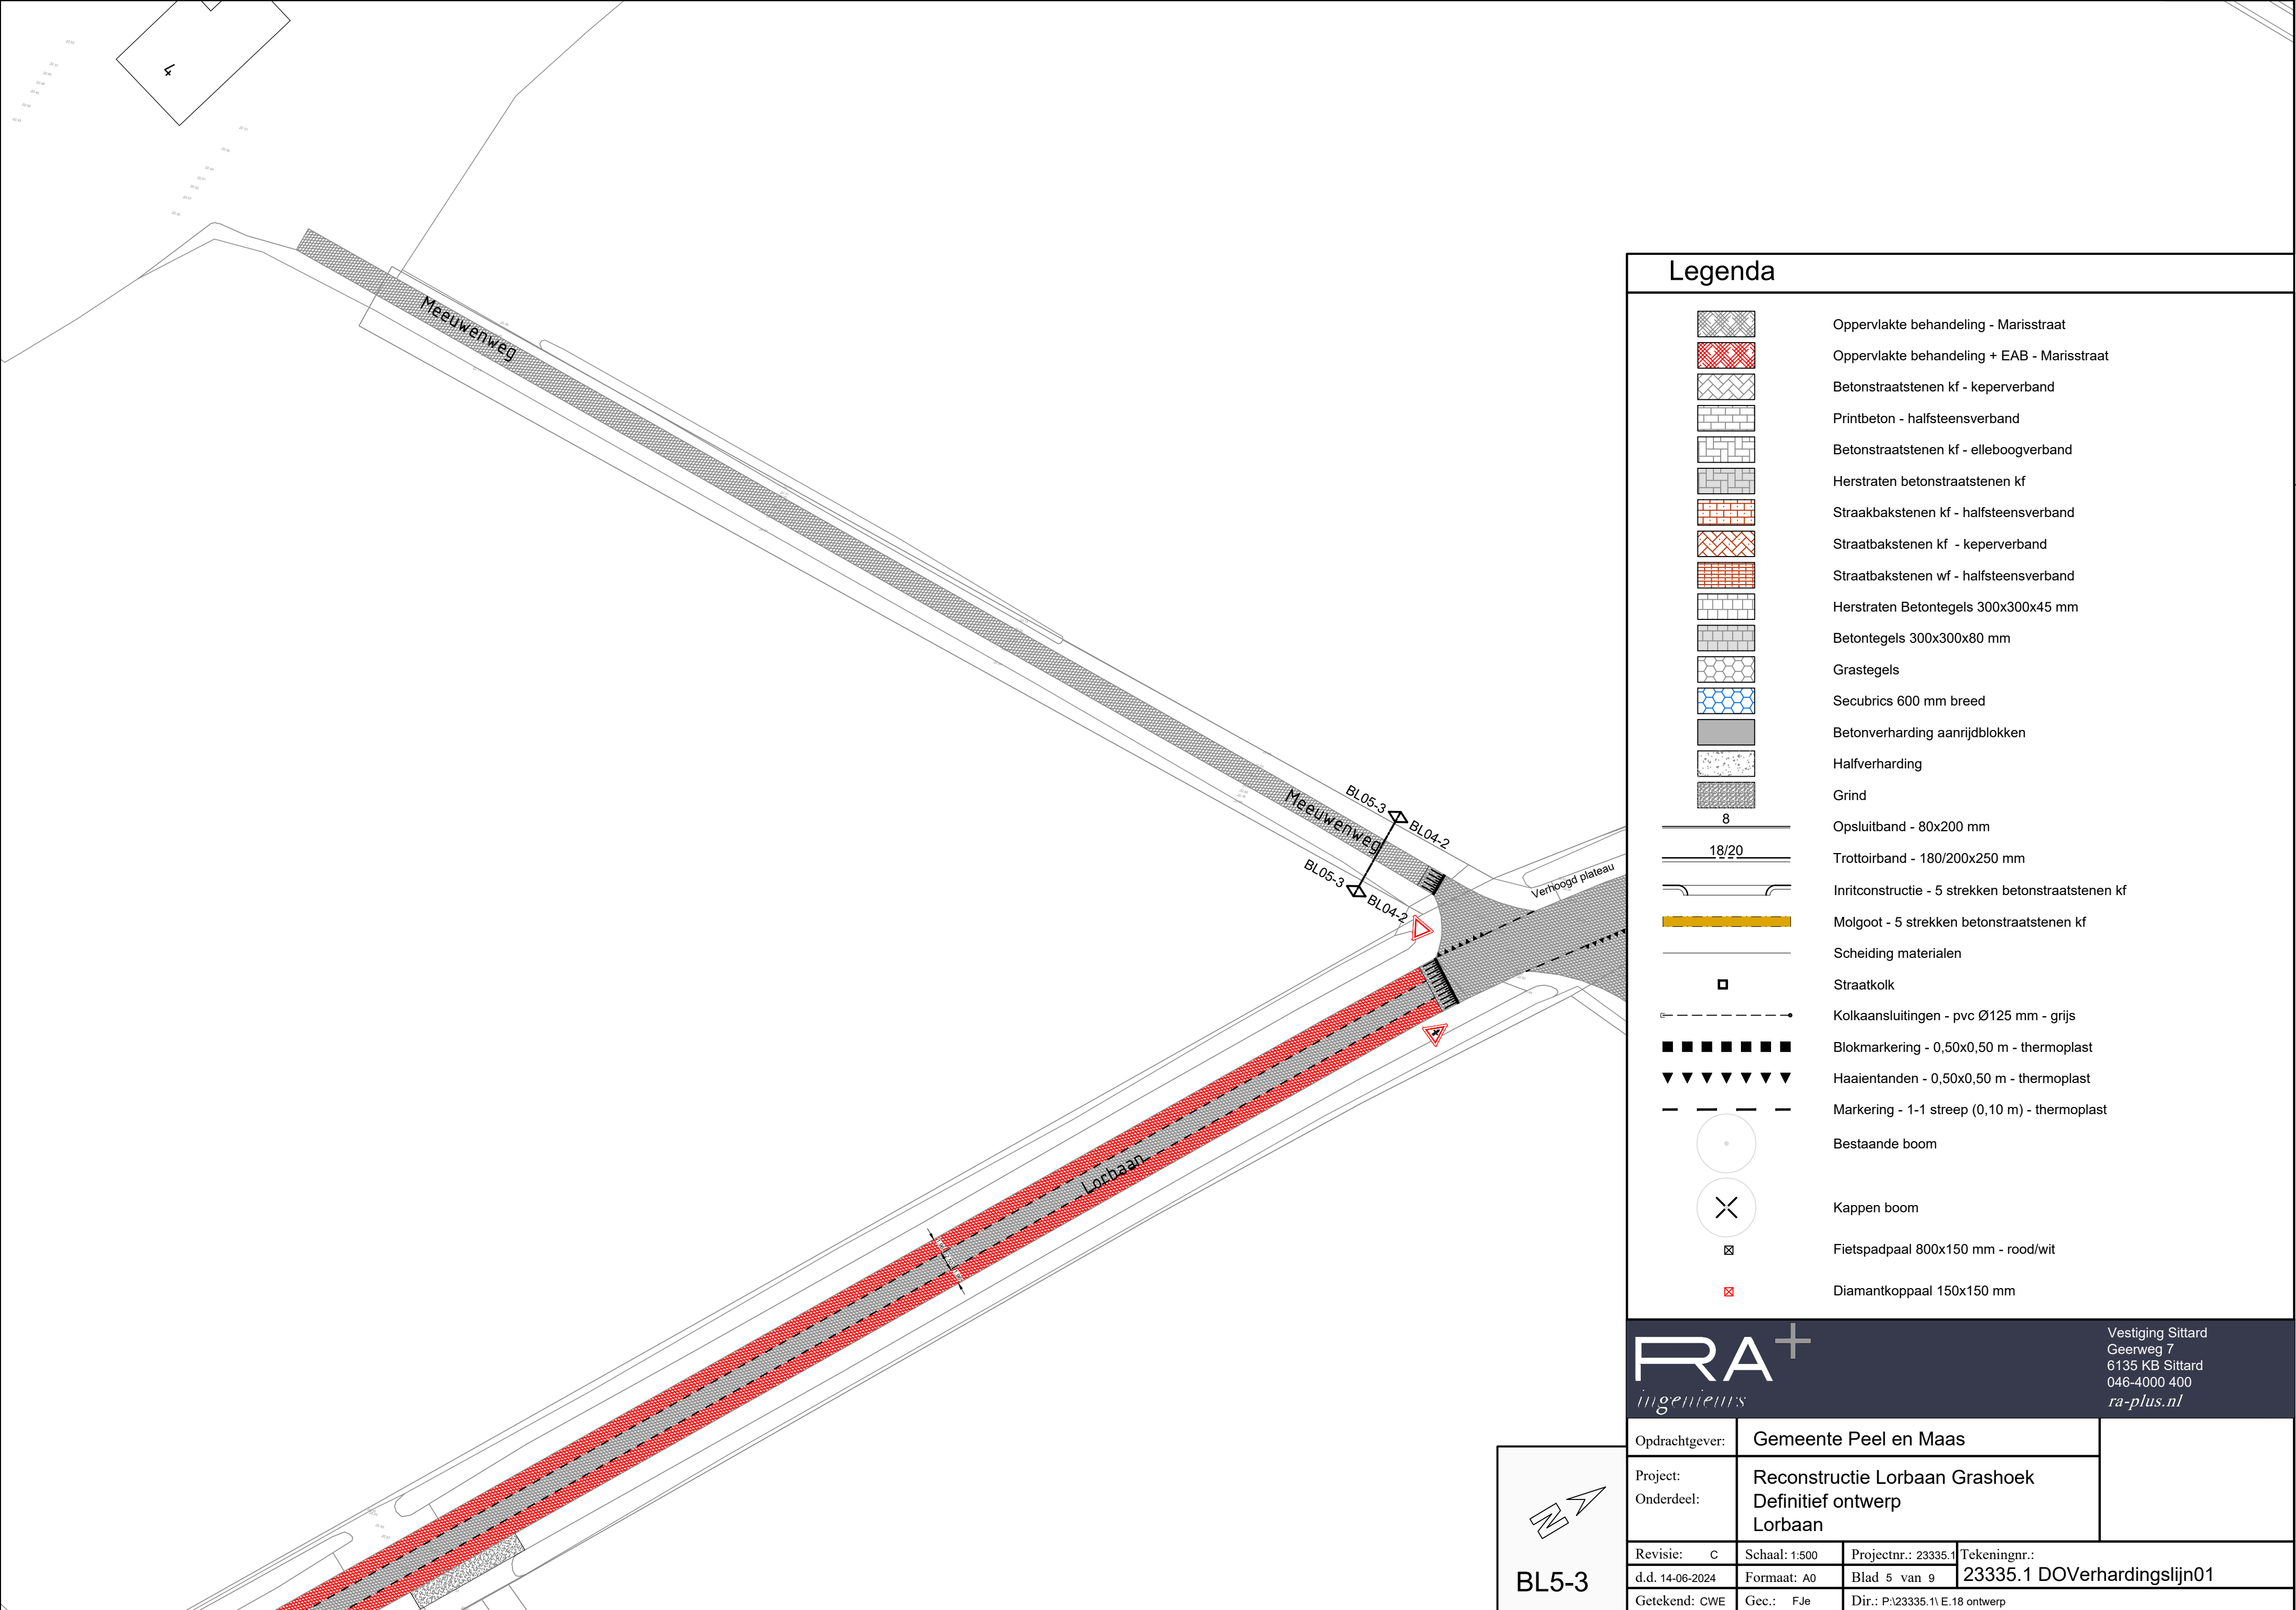 4
Meeuwenweg
Meeuwenweg
BL05-3
BL04-2
BL05-3
BL04-2
Verhoogd plateau
Lorbaan
Legenda
Oppervlakte behandeling - Marisstraat
Oppervlakte behandeling + EAB - Marisstraat
Betonstraatstenen kf - keperverband
Printbeton - halfsteensverband
Betonstraatstenen kf - elleboogverband
Herstraten betonstraatstenen kf
Straakbakstenen kf - halfsteensverband
Straatbakstenen kf - keperverband
Straatbakstenen wf - halfsteensverband
Herstraten Betontegels 300x300x45 mm
Betontegels 300x300x80 mm
Grastegels
Secubrics 600 mm breed
Betonverharding aanrijdblokken
Halfverharding
Grind
8
Opsluitband - 80x200 mm
18/20
Trottoirband - 180/200x250 mm
Inritconstructie - 5 strekken betonstraatstenen kf
Molgoot - 5 strekken betonstraatstenen kf
Scheiding materialen
Straatkolk
Kolkaansluitingen - pvc Ø125 mm - grijs
Blokmarkering - 0,50x0,50 m - thermoplast
Haaientanden - 0,50x0,50 m - thermoplast
Markering - 1-1 streep (0,10 m) - thermoplast
Bestaande boom
Kappen boom
Fietspadpaal 800x150 mm - rood/wit
Diamantkoppaal 150x150 mm
RA+
ingenieurs
Vestiging Sittard
Geerweg 7
6135 KB Sittard
046-4000 400
ra-plus.nl
Opdrachtgever: Gemeente Peel en Maas
Project: Reconstructie Lorbaan Grashoek
Onderdeel: Definitief ontwerp
Lorbaan
Revisie: C Schaal: 1:500 Projectnr.: 23335.1 Tekeningnr.:
d.d. 14-06-2024 Formaat: A0 Blad 5 van 9 23335.1 DOVerhardingslijn01
Getekend: CWE Gec.: FJe Dir.: P:\23335.1\ E.18 ontwerp
N
BL5-3